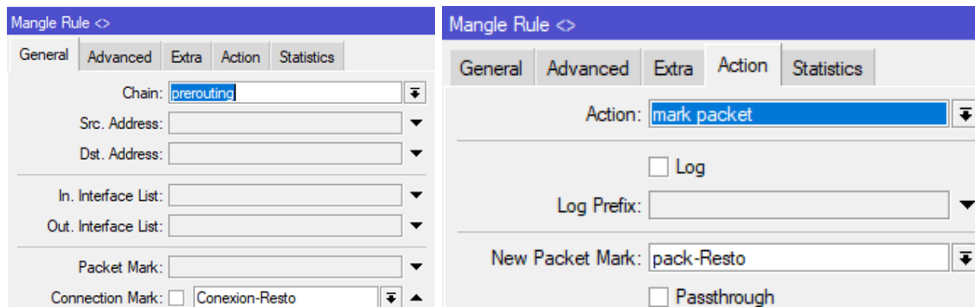 Mangle Rule <>
General Advanced Extra Action Statistics
Chain: prerouting
Src. Address:
Dst. Address:
In. Interface List:
Out. Interface List:
Packet Mark:
Connection Mark: Conexion-Resto
Mangle Rule <>
General Advanced Extra Action Statistics
Action: mark packet
Log
Log Prefix:
New Packet Mark: pack-Resto
Passthrough